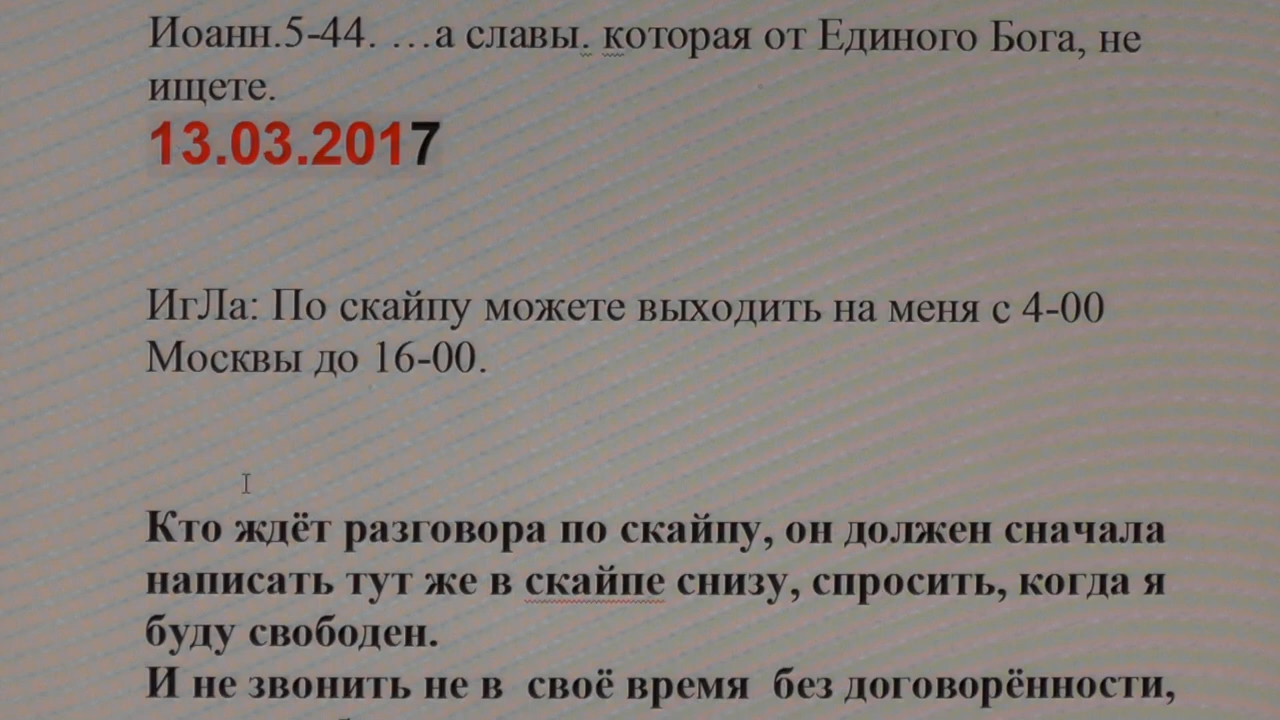 Иоанн.5-44. …а славы. которая от Единого Бога, не
ищете.
13.03.2017
ИгЛа: По скайпу можете выходить на меня с 4-00
Москвы до 16-00.
Кто ждёт разговора по скайпу, он должен сначала
написать тут же в скайпе снизу, спросить, когда я
буду свободен.
И не звонить не в  своё время  без договорённости,